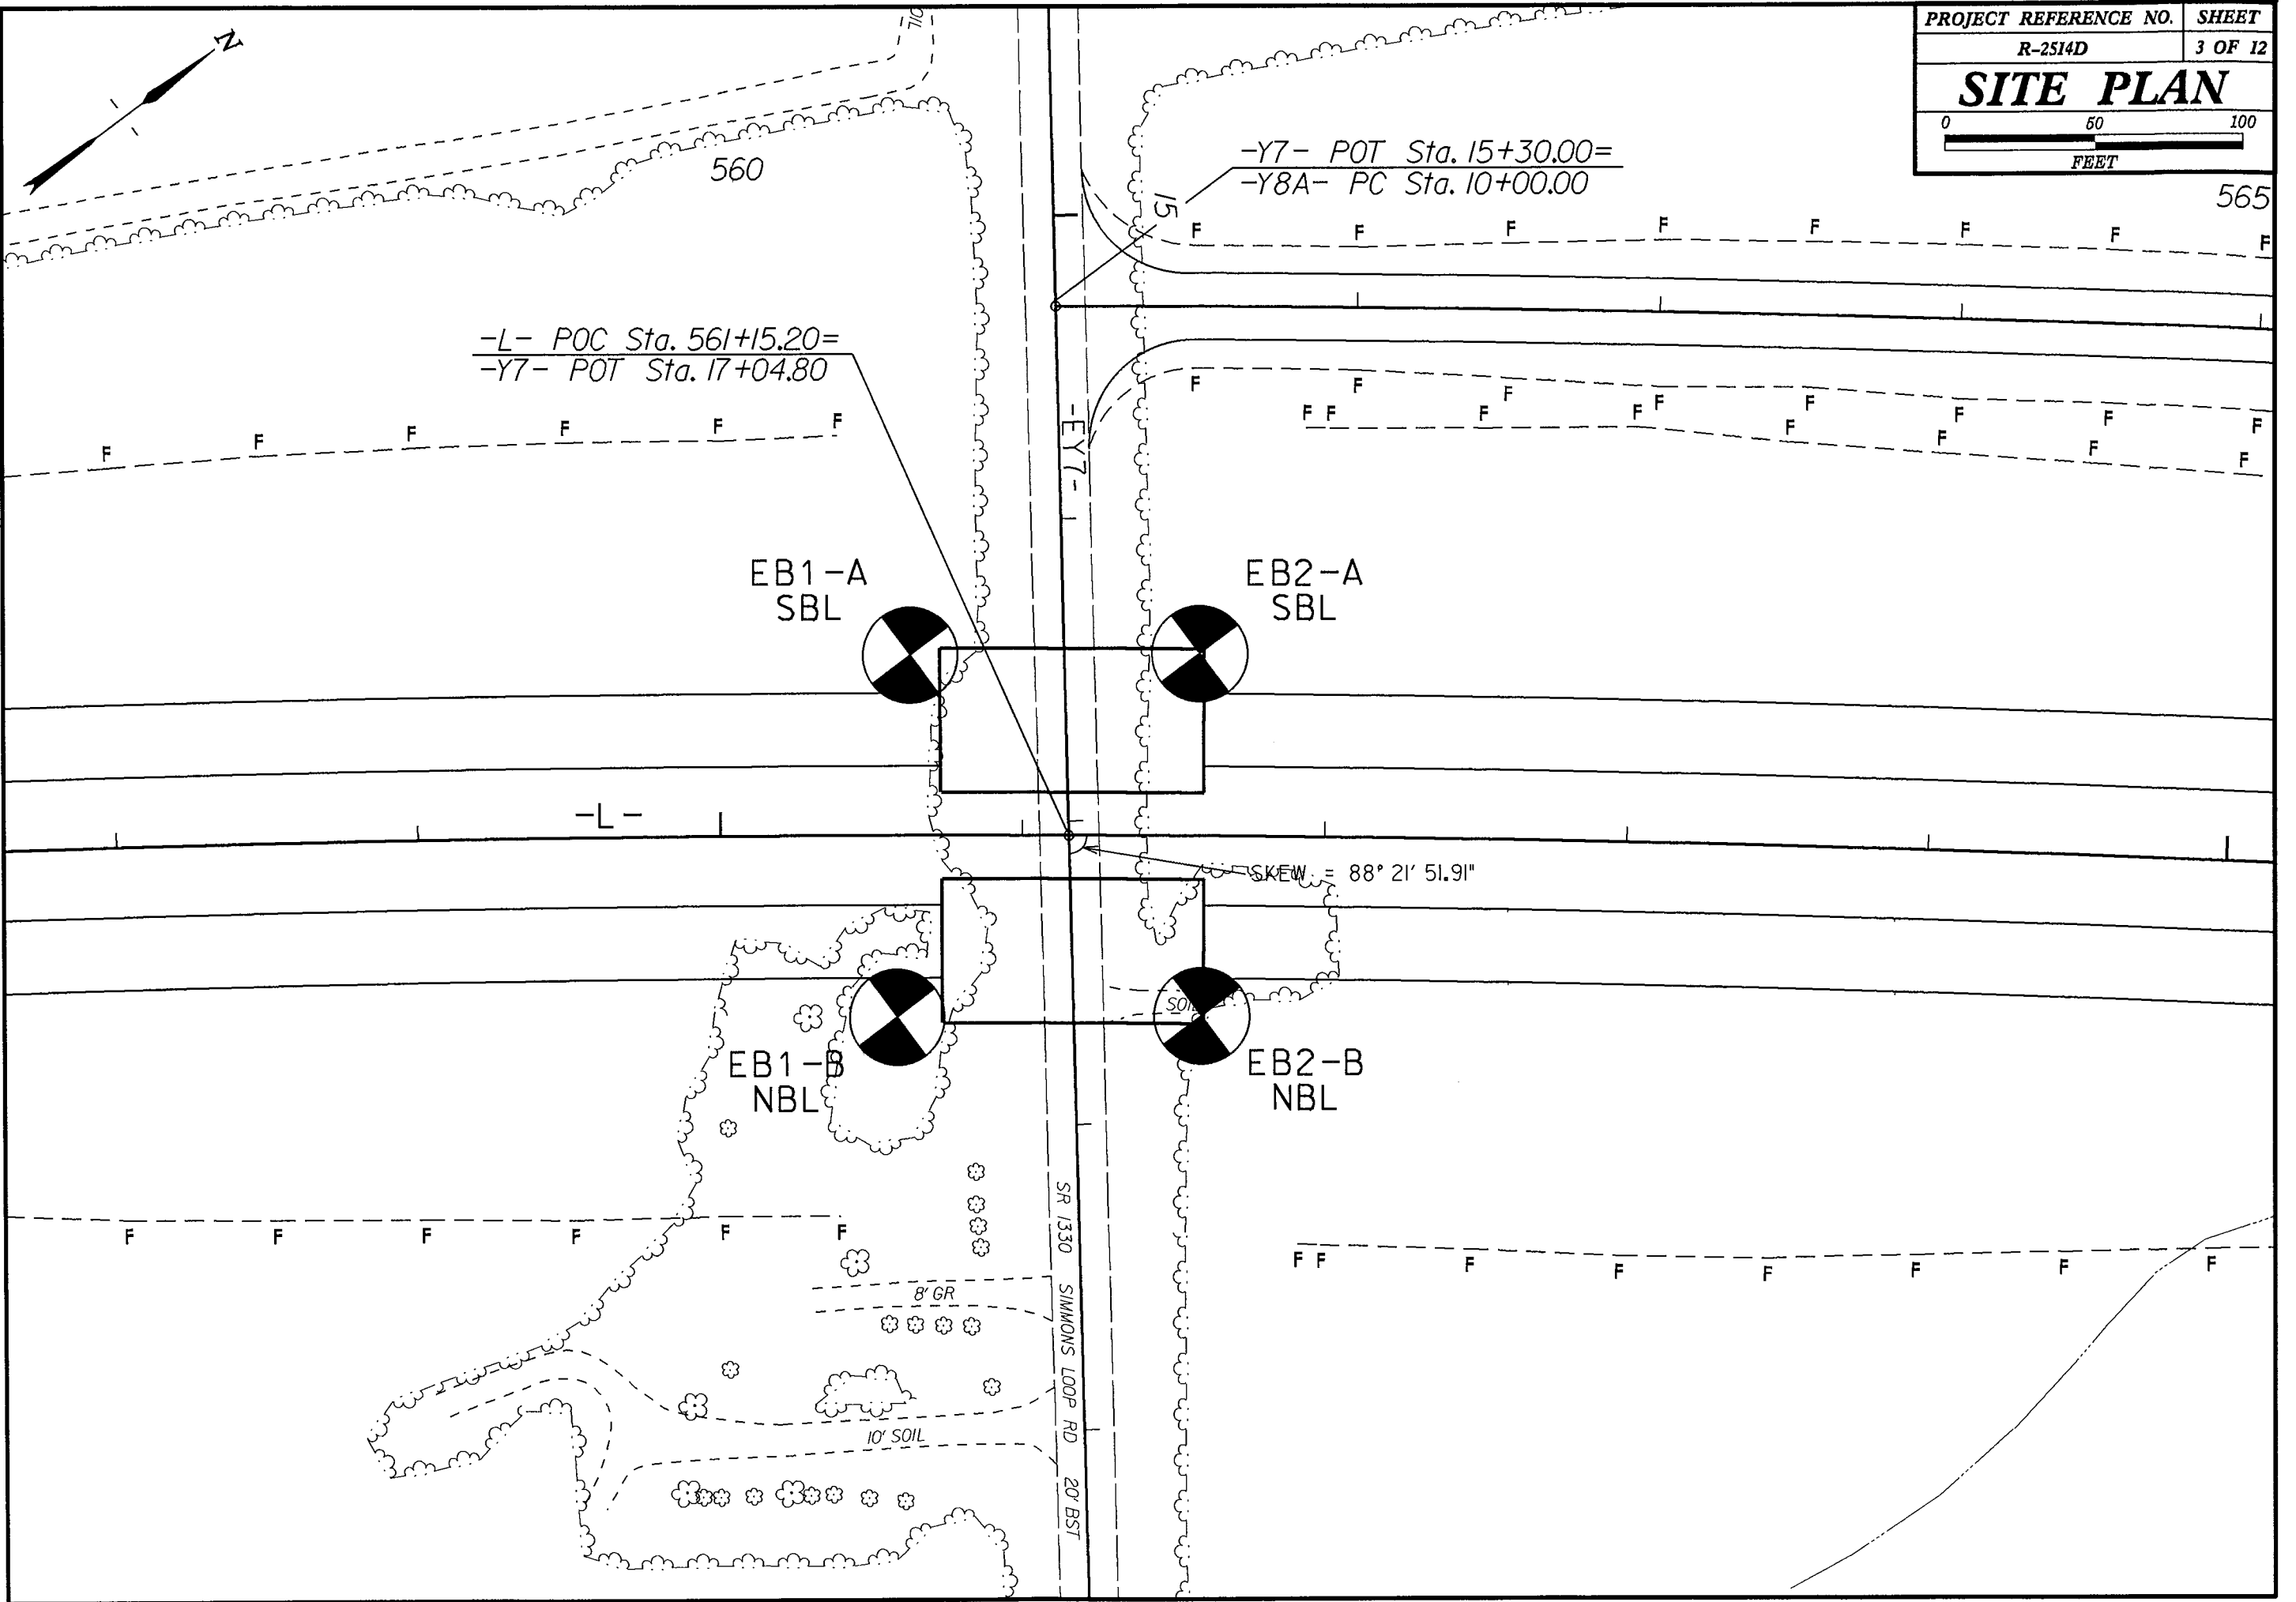 PROJECT REFERENCE NO. SHEET
R-2514D 3 OF 12
SITE PLAN
0 50 100
FEET
N
560
-Y7- POT Sta. 15+30.00=
-Y8A- PC Sta. 10+00.00
15
565
F F F F F F F F
-L- POC Sta. 561+15.20=
-Y7- POT Sta. 17+04.80
F F F F F F
F F F F F F F F
F F F F F F F F
-EY7-
EB1-A
SBL
EB2-A
SBL
-L-
SKEW = 88° 21' 51.91"
SOIL
EB1-B
NBL
EB2-B
NBL
F F F F F F
F F F F F F F F
8' GR
10' SOIL
SR 1330 SIMMONS LOOP RD 20' BST